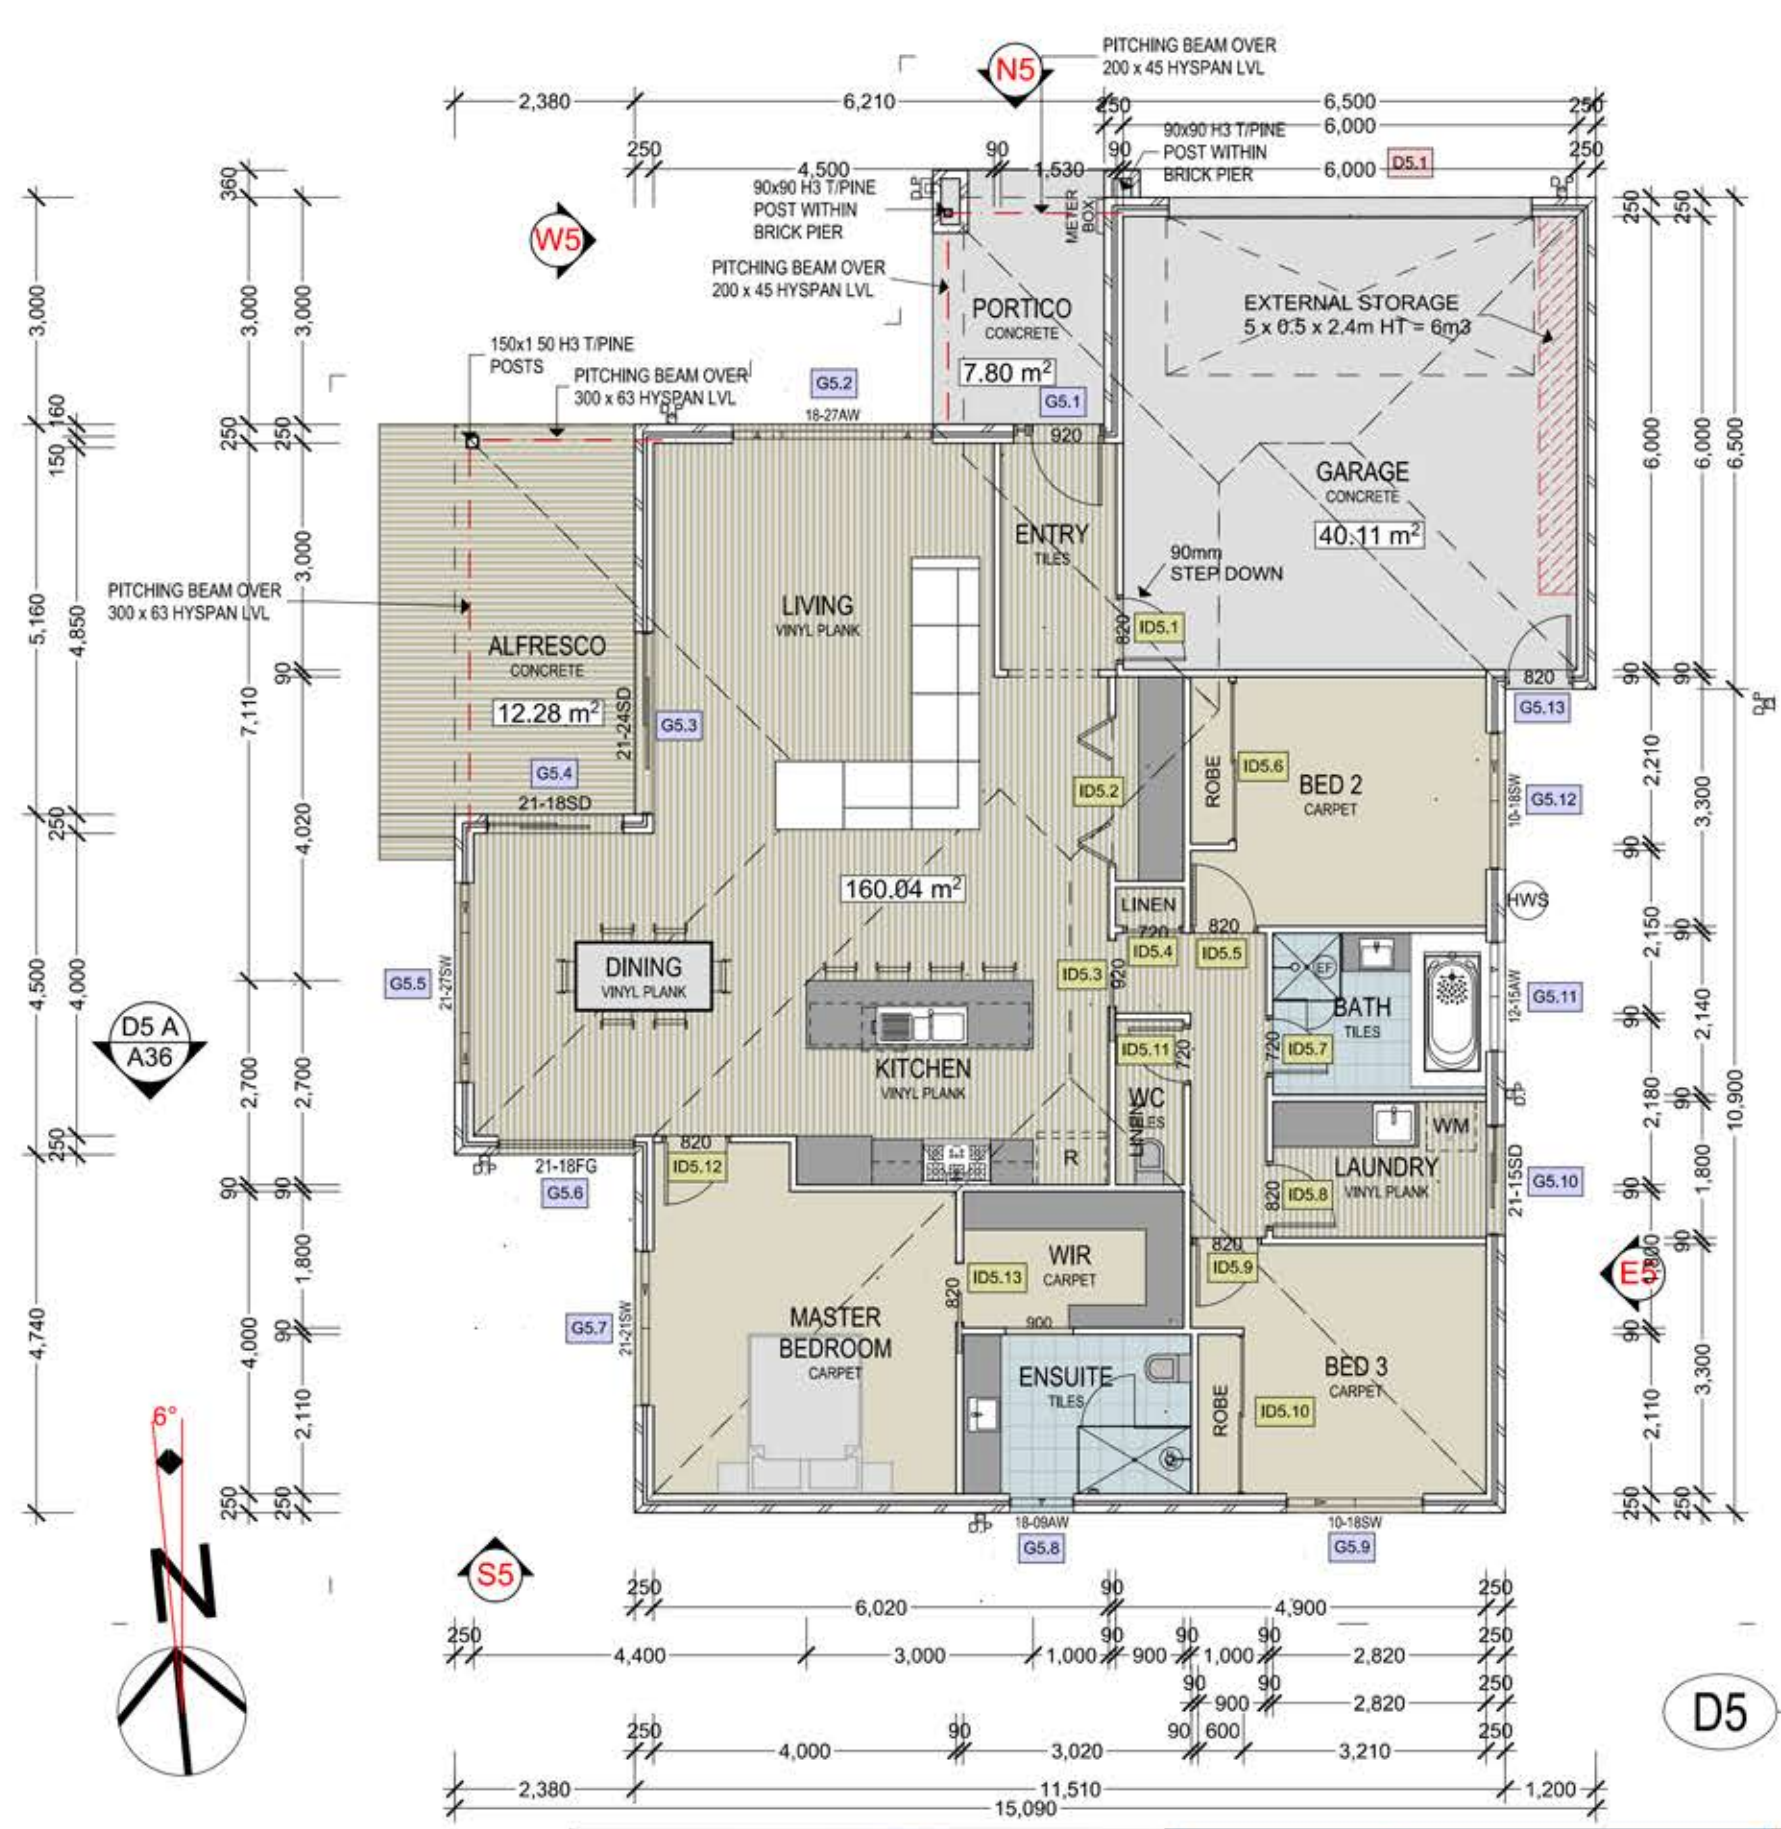 PITCHING BEAM OVER
200 x 45 HYSPAN LVL
N5
2,380
6,210
250
6,500
250
6,000
90x90 H3 T/PINE
POST WITHIN
BRICK PIER
D5.1
250
4,500
90
1,530
90
6,000
250
360
90x90 H3 T/PINE
POST WITHIN
BRICK PIER
METER
BOX
W5
PITCHING BEAM OVER
200 x 45 HYSPAN LVL
PORTICO
CONCRETE
7.80 m²
EXTERNAL STORAGE
5 x 0.5 x 2.4m HT = 6m3
150x1 50 H3 T/PINE
POSTS
PITCHING BEAM OVER
300 x 63 HYSPAN LVL
D.P
G5.2
18-27AW
G5.1
920
GARAGE
CONCRETE
40.11 m²
ENTRY
TILES
90mm
STEP DOWN
820
ID5.1
LIVING
VINYL PLANK
PITCHING BEAM OVER
300 x 63 HYSPAN LVL
ALFRESCO
CONCRETE
12.28 m²
21-24SD
G5.3
820
G5.13
D.P
G5.4
21-18SD
ID5.2
ROBE
ID5.6
BED 2
CARPET
10-18SW
G5.12
160.04 m²
LINEN
720
ID5.4
820
ID5.5
HWS
DINING
VINYL PLANK
G5.5
21-27SW
ID5.3
920
EF
BATH
TILES
12-15AW
G5.11
D5 A
A36
KITCHEN
VINYL PLANK
ID5.11
720
WC
TILES
LINEN
720
ID5.7
D.P
WM
820
ID5.12
R
LAUNDRY
VINYL PLANK
820
ID5.8
21-15SD
G5.10
D.P
21-18FG
G5.6
WIR
CARPET
ID5.13
820
900
820
ID5.9
E5
G5.7
21-21SW
MASTER
BEDROOM
CARPET
ENSUITE
TILES
ROBE
BED 3
CARPET
ID5.10
D.P
18-09AW
G5.8
10-18SW
G5.9
S5
6°
N
D5
3,000
160
150
5,160
4,850
250
4,500
4,000
250
4,740
3,000
250
7,110
2,700
90
4,000
250
3,000
250
3,000
90
4,020
2,700
90
1,800
90
2,110
250
250
6,000
90
2,210
90
2,150
90
2,180
90
1,800
90
2,110
250
250
6,000
90
3,300
90
2,140
90
1,800
90
3,300
250
6,500
10,900
250
6,020
90
4,900
250
250
4,400
3,000
1,000
90
900
90
1,000
90
2,820
250
90
900
90
2,820
250
250
4,000
90
3,020
90
600
3,210
250
2,380
11,510
1,200
15,090